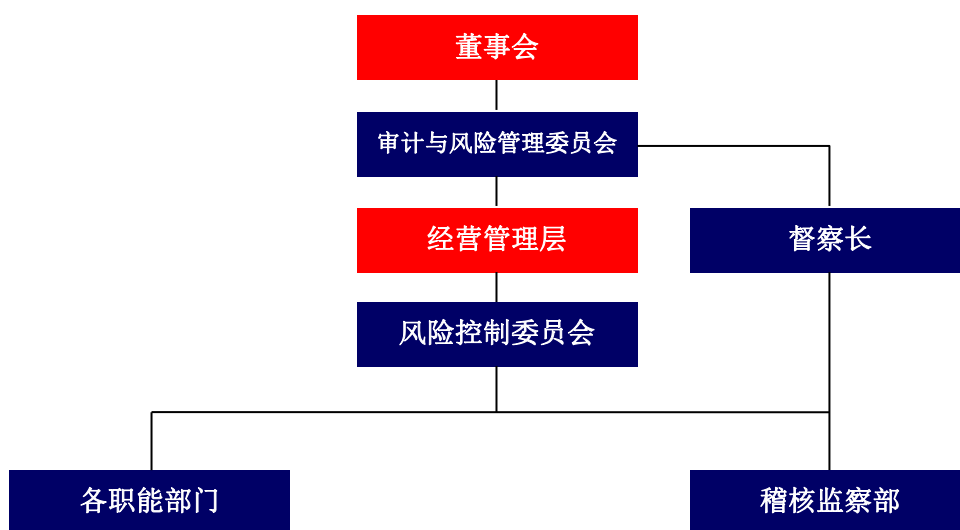 董事会
审计与风险管理委员会
经营管理层
督察长
风险控制委员会
各职能部门
稽核监察部